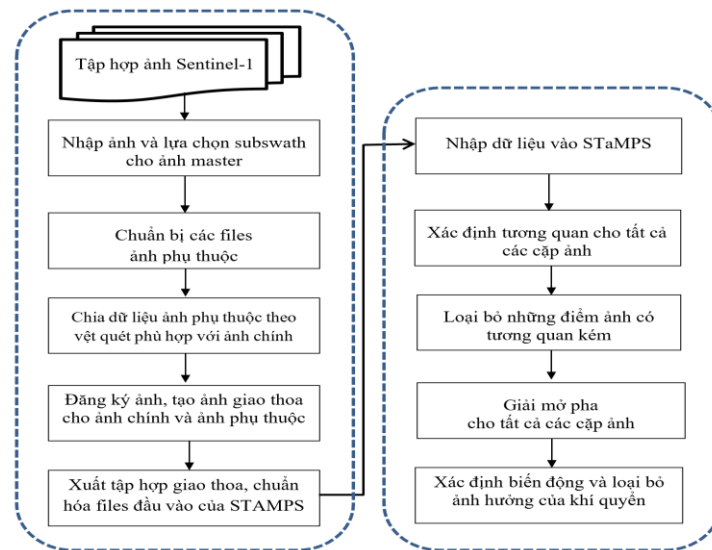 Tập hợp ảnh Sentinel-1
Nhập ảnh và lựa chọn subswath
cho ảnh master
Chuẩn bị các files
ảnh phụ thuộc
Chia dữ liệu ảnh phụ thuộc theo
vệt quét phù hợp với ảnh chính
Đăng ký ảnh, tạo ảnh giao thoa
cho ảnh chính và ảnh phụ thuộc
Xuất tập hợp giao thoa, chuẩn
hóa files đầu vào của STAMPS
Nhập dữ liệu vào STaMPS
Xác định tương quan cho tất cả
các cặp ảnh
Loại bỏ những điểm ảnh có
tương quan kém
Giải mở pha
cho tất cả các cặp ảnh
Xác định biến động và loại bỏ
ảnh hưởng của khí quyển